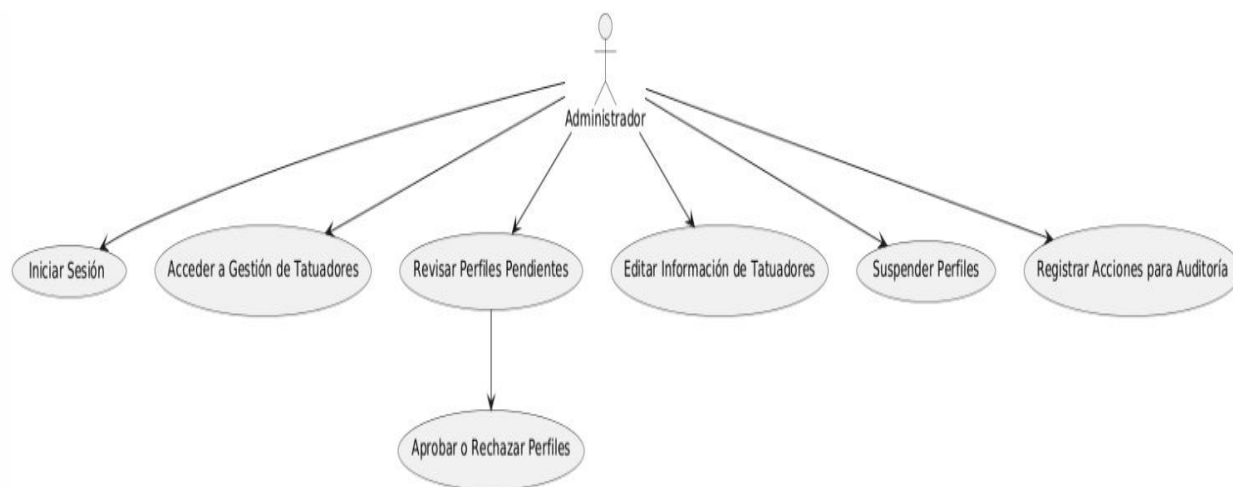 Administrador
Iniciar Sesión
Acceder a Gestión de Tatuadores
Revisar Perfiles Pendientes
Editar Información de Tatuadores
Suspender Perfiles
Registrar Acciones para Auditoría
Aprobar o Rechazar Perfiles